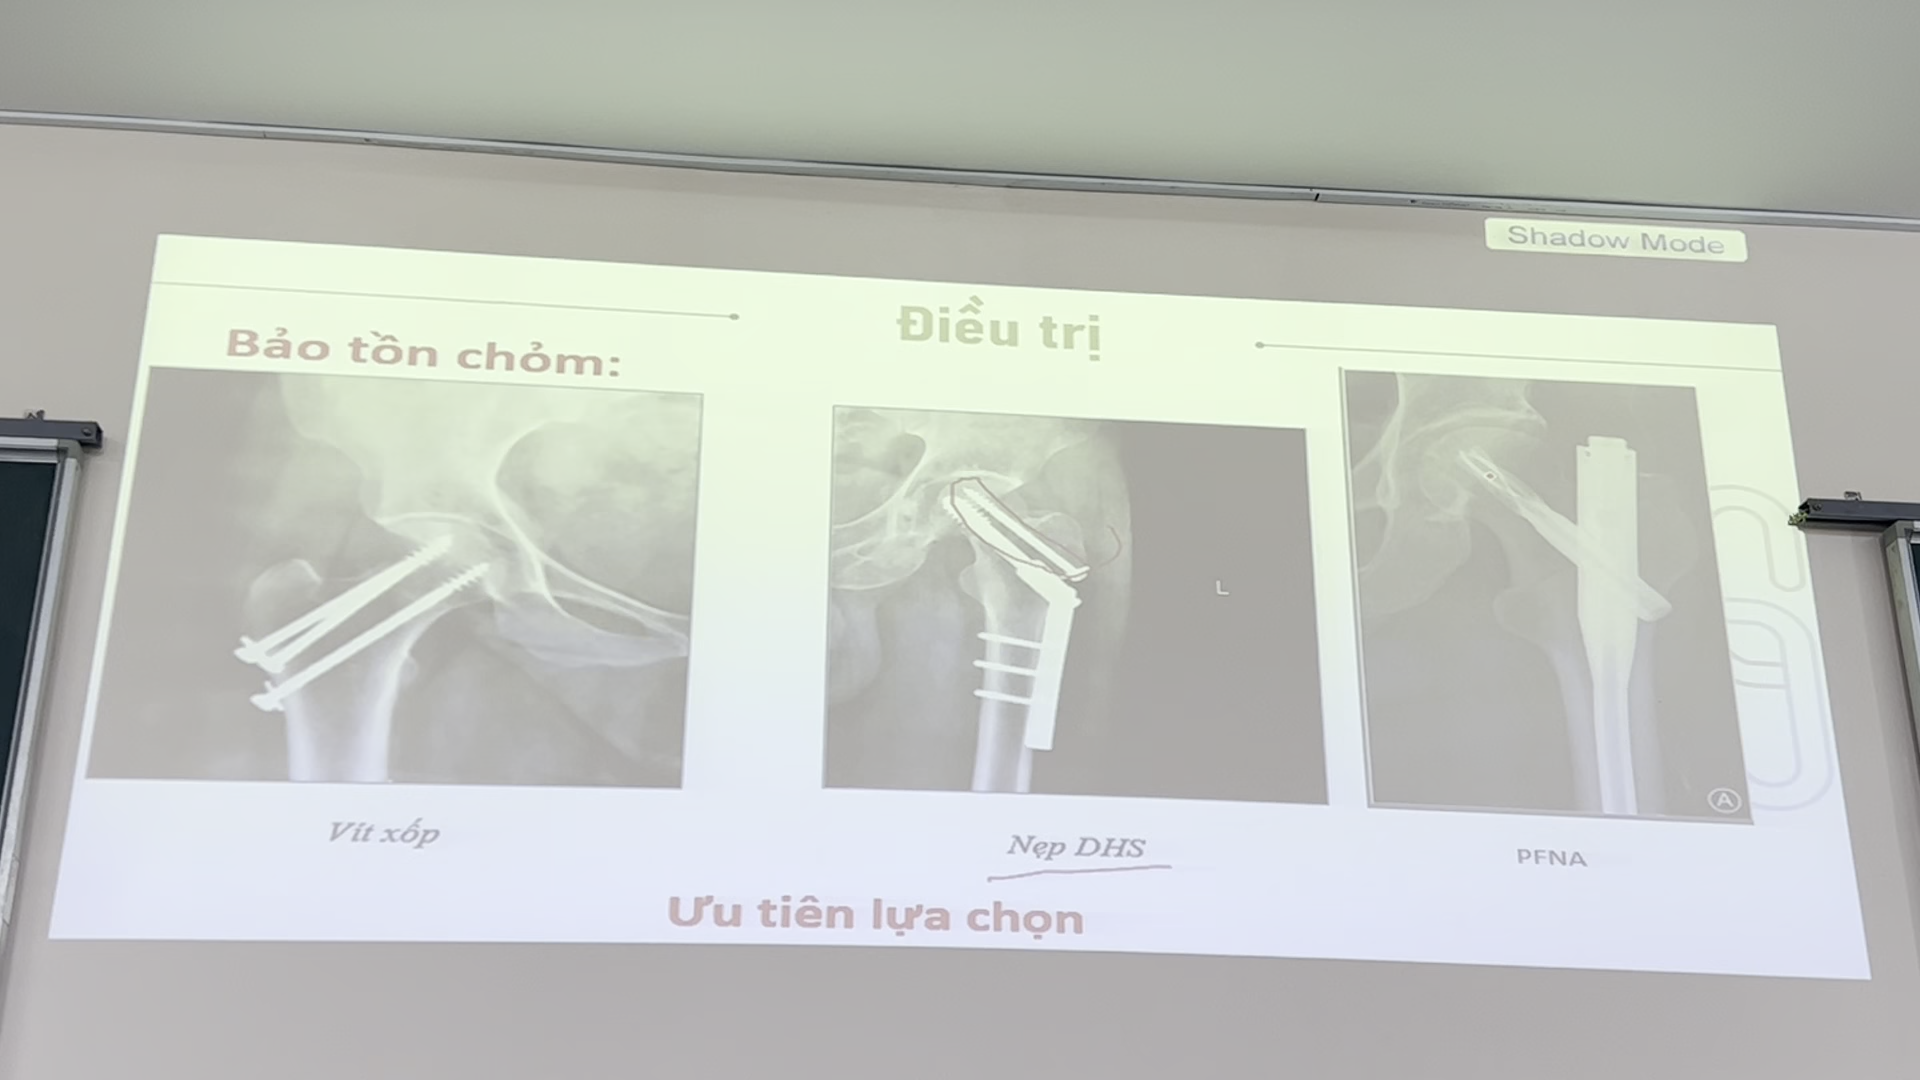 Shadow Mode
Điều trị
Bảo tồn chỏm:
L
A
Vít xốp
Nẹp DHS
PFNA
Ưu tiên lựa chọn